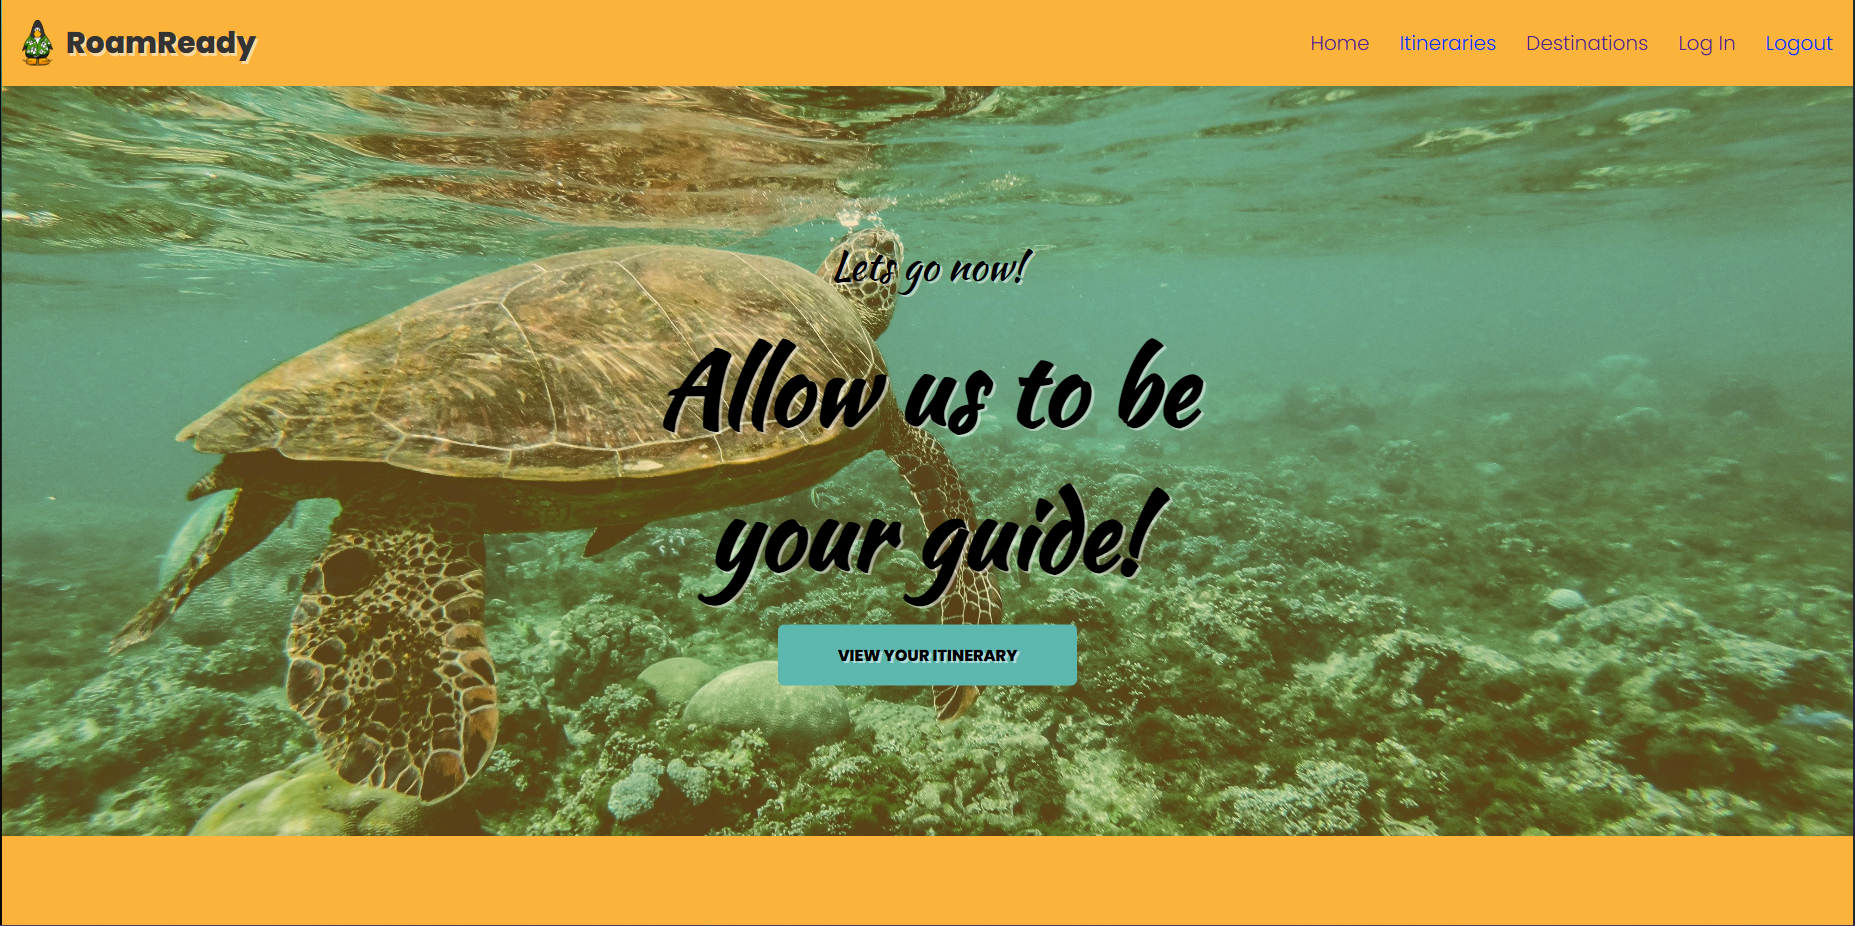 RoamReady
Home Itineraries Destinations Log In Logout
Lets go now!
Allow us to be
your guide!
VIEW YOUR ITINERARY